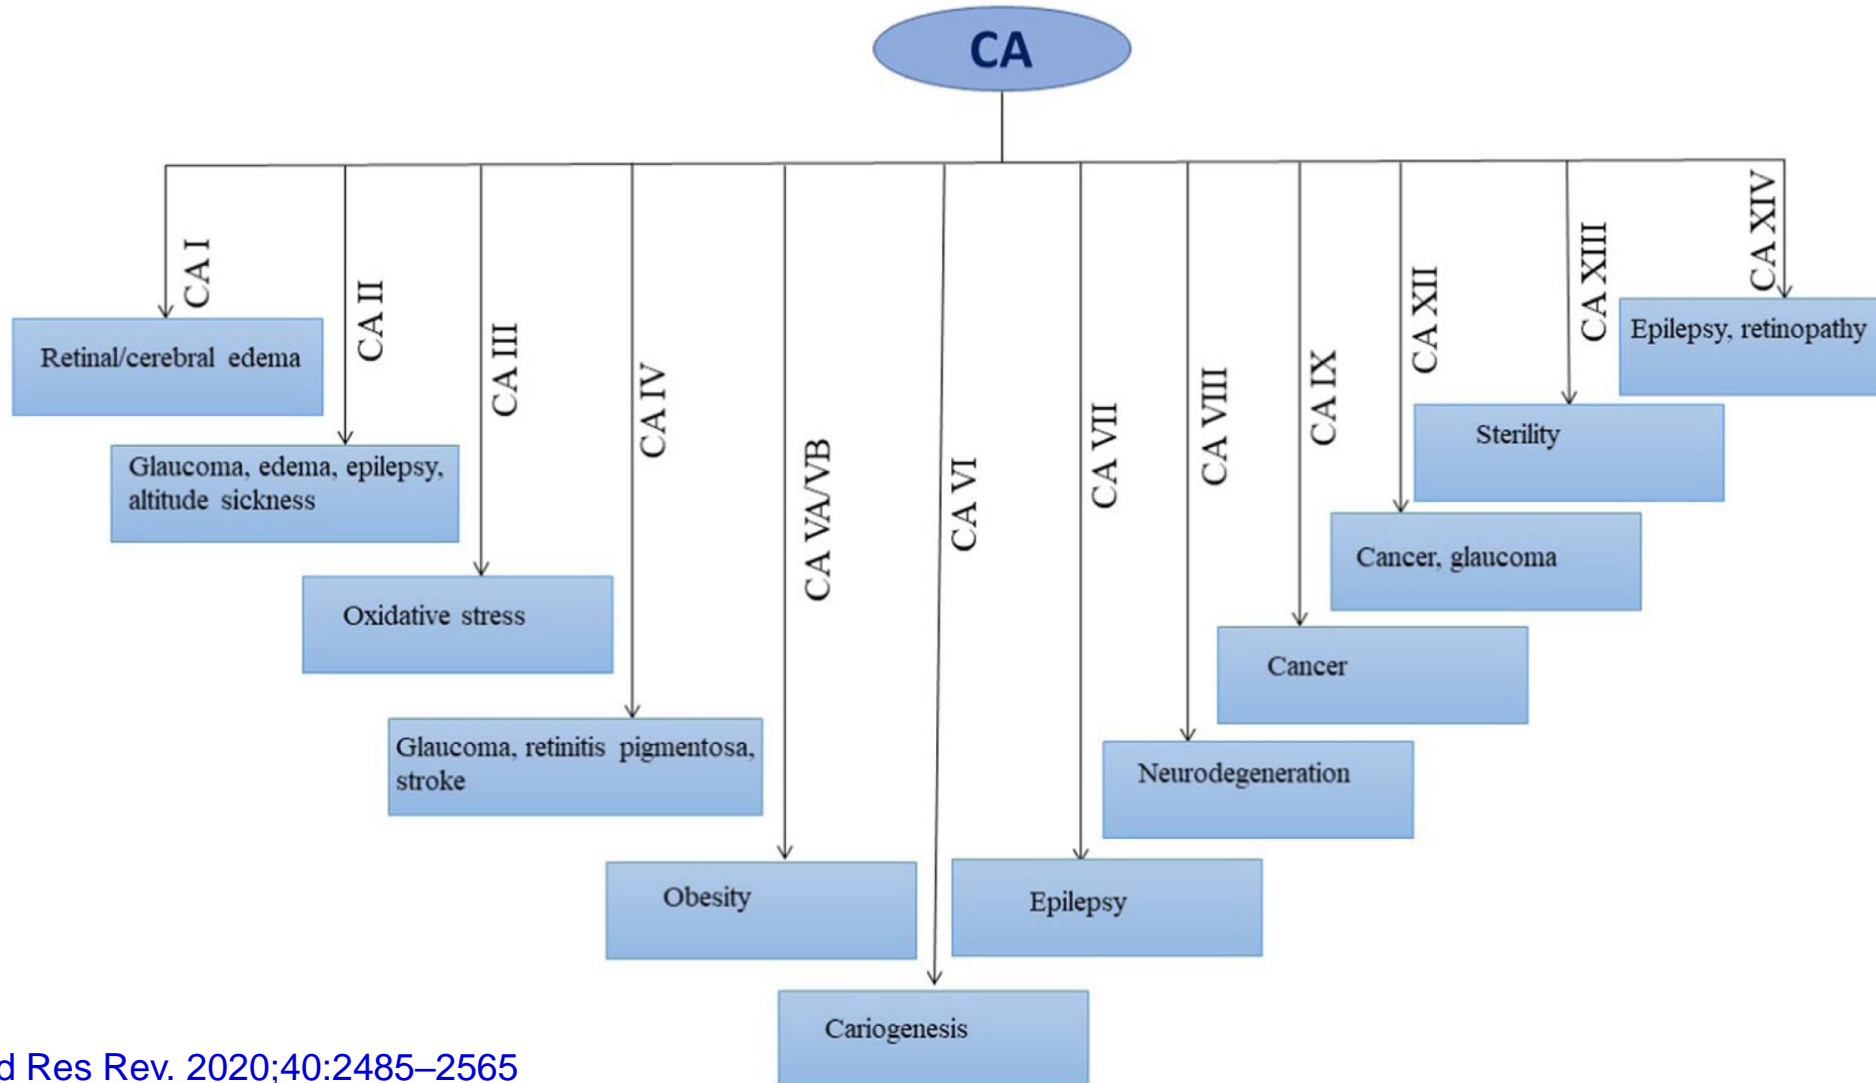 CA
CA I
Retinal/cerebral edema
CA II
Glaucoma, edema, epilepsy,
altitude sickness
CA III
Oxidative stress
CA IV
Glaucoma, retinitis pigmentosa,
stroke
CA VA/VB
Obesity
CA VI
Cariogenesis
CA VII
Epilepsy
CA VIII
Neurodegeneration
CA IX
Cancer
CA XII
Cancer, glaucoma
CA XIII
Sterility
CA XIV
Epilepsy, retinopathy
d Res Rev. 2020;40:2485–2565